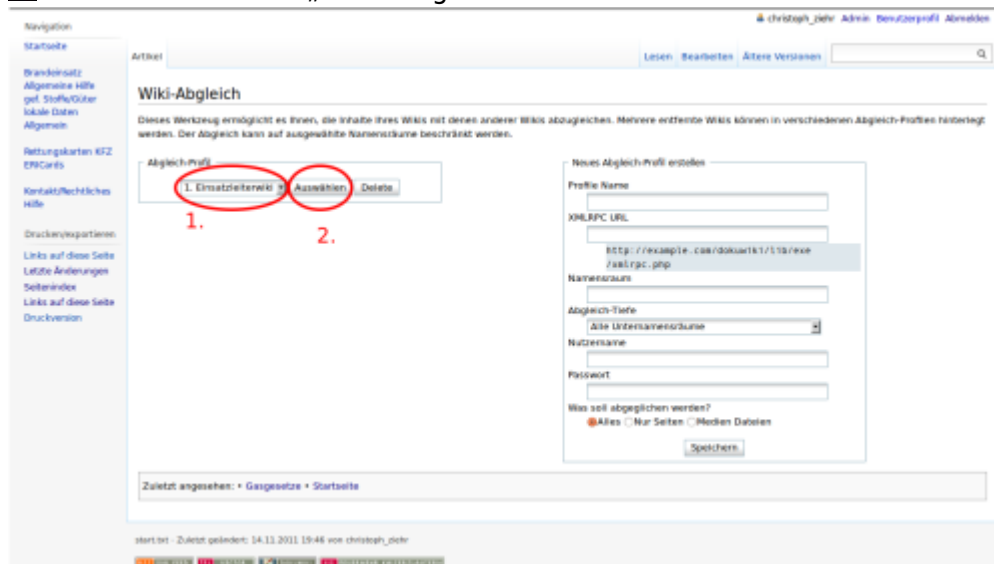 christoph_ziehr Admin Benutzerprofil Abmelden
Navigation
Startseite
Brandeinsatz
Allgemeine Hilfe
gef. Stoffe/Güter
lokale Daten
Allgemein
Rettungskarten KFZ
ERICards
Kontakt/Rechtliches
Hilfe
Drucken/exportieren
Links auf diese Seite
Letzte Änderungen
Seitenindex
Links auf diese Seite
Druckversion
Artikel
Lesen Bearbeiten Ältere Versionen
Wiki-Abgleich
Dieses Werkzeug ermöglicht es Ihnen, die Inhalte Ihres Wikis mit denen anderer Wikis abzugleichen. Mehrere entfernte Wikis können in verschiedenen Abgleich-Profilen hinterlegt
werden. Der Abgleich kann auf ausgewählte Namensräume beschränkt werden.
Abgleich-Profil
1. Einsatzleiterwiki Auswählen Delete
1.
2.
Neues Abgleich-Profil erstellen
Profile Name
XMLRPC URL
http://example.com/dokuwiki/lib/exe
/xmlrpc.php
Namensraum
Abgleich-Tiefe
Alle Unternamensräume
Nutzername
Passwort
Was soll abgeglichen werden?
Alles Nur Seiten Medien Dateien
Speichern
Zuletzt angesehen: • Gasgesetze • Startseite
start.txt · Zuletzt geändert: 14.11.2011 19:46 von christoph_ziehr